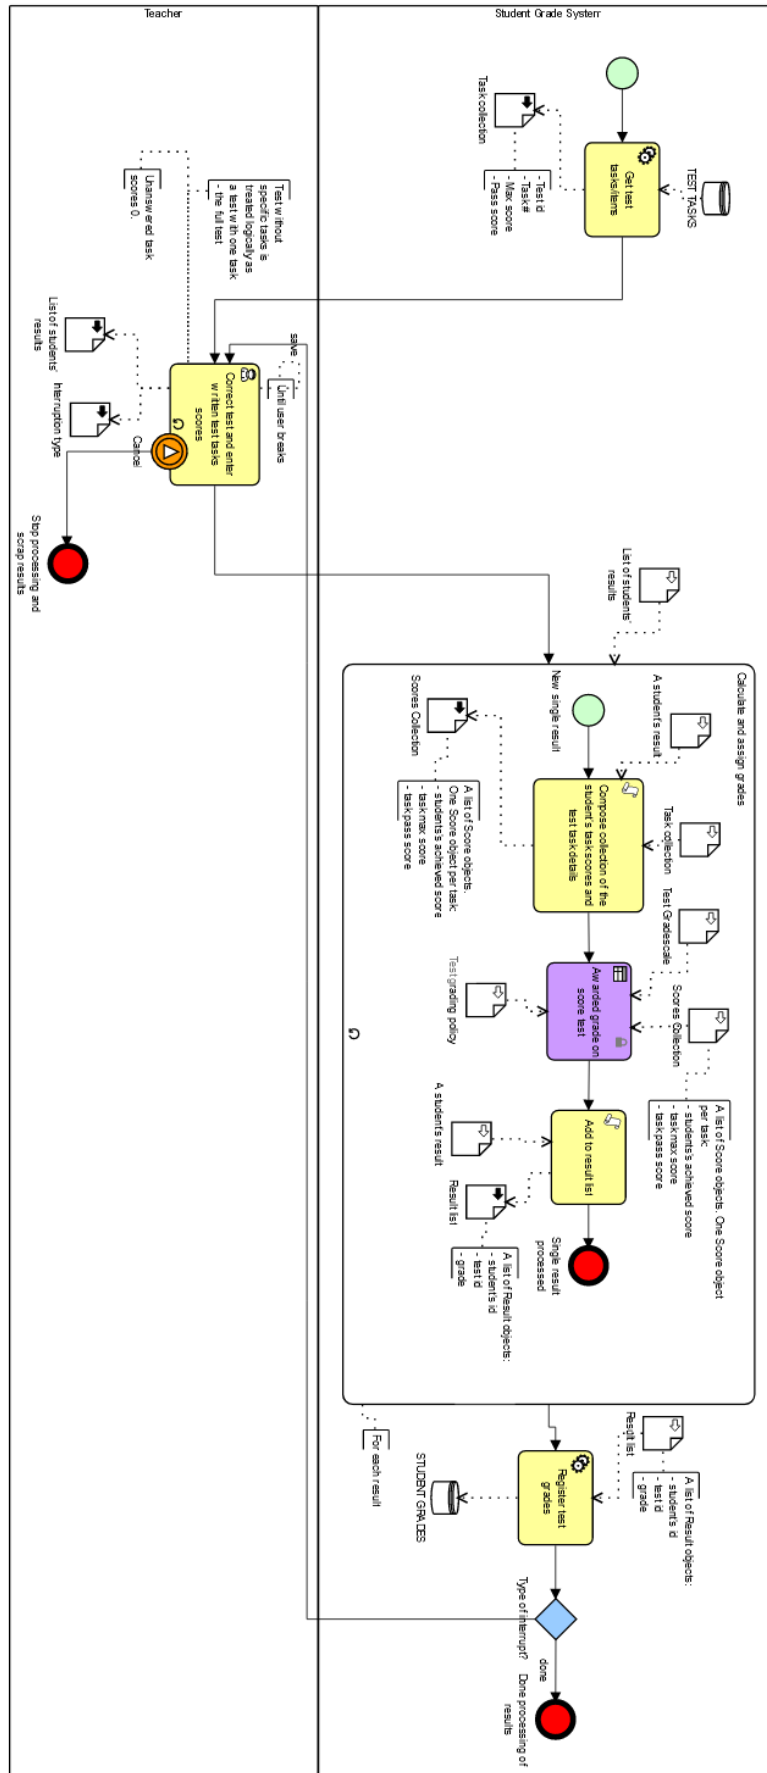 Teacher
Student Grade System
Task collection
- Test id
- Task #
- Max score
- Pass score
Get test
tasks/items
TEST TASKS
Unanswered task
scores 0.
Test without
specific tasks is
treated logically as
a test with one task
- the full test
List of students'
results
Interruption type
Cancel
Correct test and enter
written test tasks
scores
save
Until user breaks
Stop processing and
scrap results
List of students'
results
Calculate and assign grades
New single result
A student's result
Scores Collection
A list of Score objects.
One Score object per task:
- students's achieved score
- task max score
- task pass score
Compose collection of the
student's task scores and
test task details
Task collection
Test Gradescale
Test grading policy
Awarded grade on
score test
Scores Collection
A list of Score objects. One Score object
per task:
- students's achieved score
- task max score
- task pass score
A student's result
Add to result list
Result list
A list of Result objects:
- student's id
- test id
- grade
Single result
processed
For each result
Result list
A list of Result objects:
- student's id
- test id
- grade
STUDENT GRADES
Register test
grades
Type of interrupt?
done
Done processing of
results